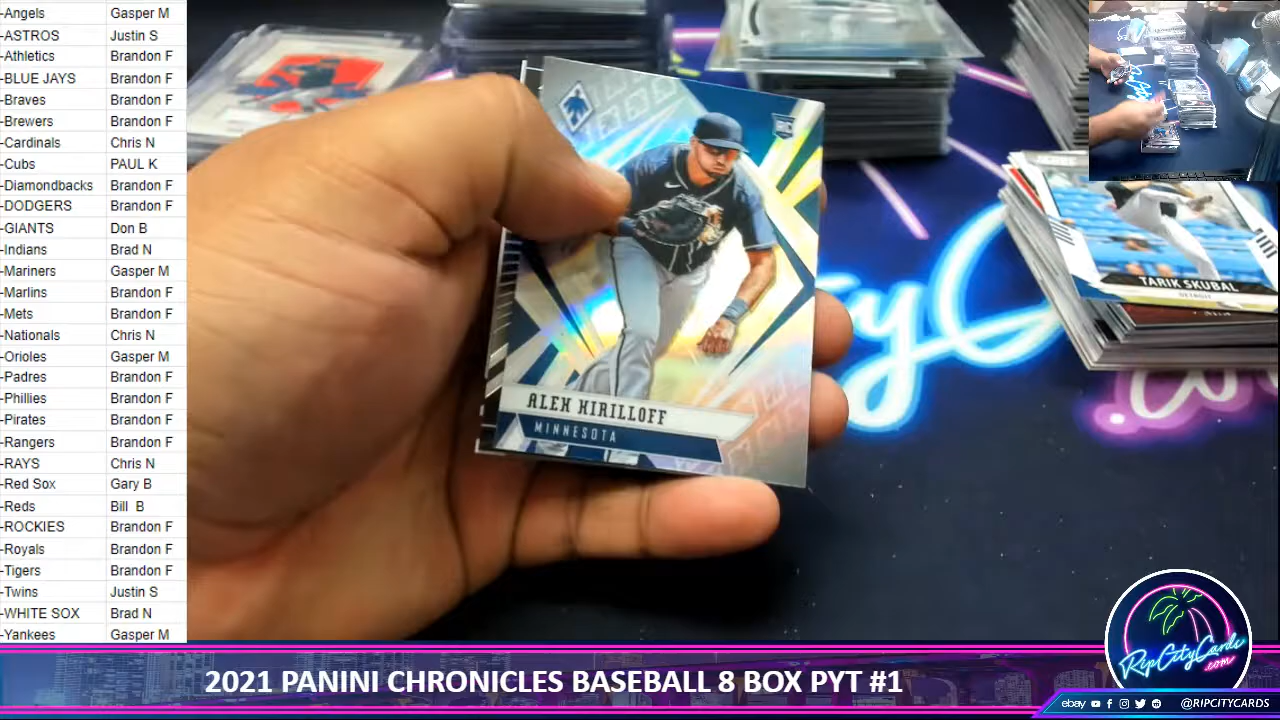 -Angels Gasper M
-ASTROS Justin S
-Athletics Brandon F
-BLUE JAYS Brandon F
-Braves Brandon F
-Brewers Brandon F
-Cardinals Chris N
-Cubs PAUL K
-Diamondbacks Brandon F
-DODGERS Brandon F
-GIANTS Don B
-Indians Brad N
-Mariners Gasper M
-Marlins Brandon F
-Mets Brandon F
-Nationals Chris N
-Orioles Gasper M
-Padres Brandon F
-Phillies Brandon F
-Pirates Brandon F
-Rangers Brandon F
-RAYS Chris N
-Red Sox Gary B
-Reds Bill B
-ROCKIES Brandon F
-Royals Brandon F
-Tigers Brandon F
-Twins Justin S
-WHITE SOX Brad N
-Yankees Gasper M
ALEX KIRILLOFF
MINNESOTA
TARIK SKUBAL
DETROIT
RipCityCards
.com
2021 PANINI CHRONICLES BASEBALL 8 BOX PYT #1
ebay @RIPCITYCARDS